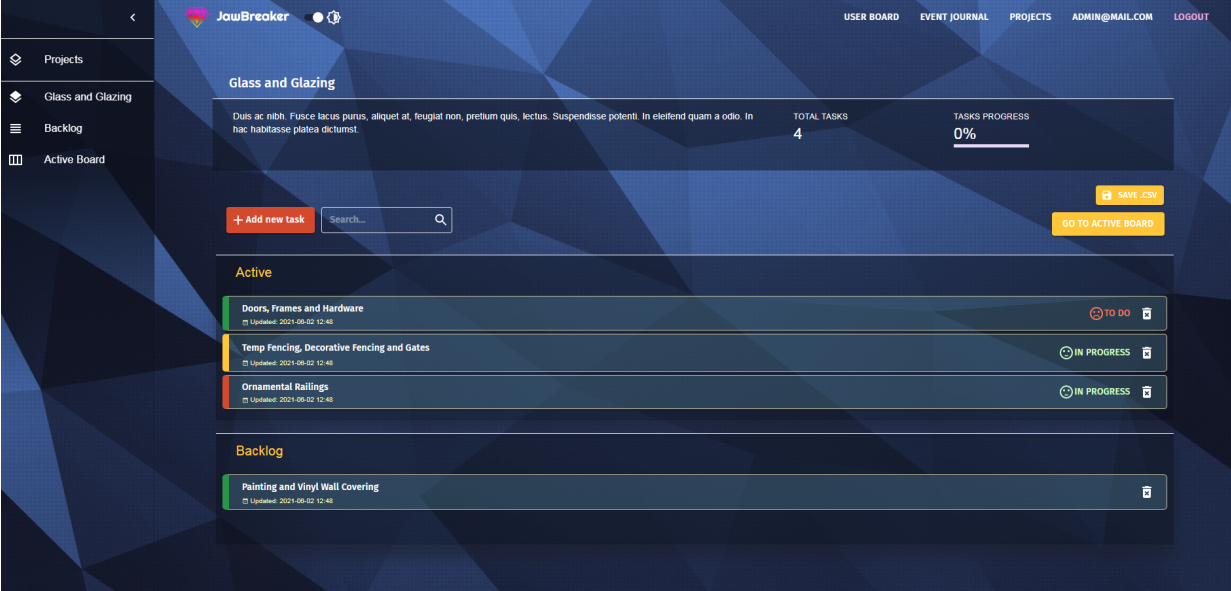 JawBreaker
USER BOARD
EVENT JOURNAL
PROJECTS
ADMIN@MAIL.COM
LOGOUT
Projects
Glass and Glazing
Backlog
Active Board
Glass and Glazing
Duis ac nibh. Fusce lacus purus, aliquet at, feugiat non, pretium quis, lectus. Suspendisse potenti. In eleifend quam a odio. In
hac habitasse platea dictumst.
TOTAL TASKS
4
TASKS PROGRESS
0%
SAVE .CSV
Add new task
Search...
GO TO ACTIVE BOARD
Active
Doors, Frames and Hardware
Updated: 2021-06-02 12:48
TO DO
Temp Fencing, Decorative Fencing and Gates
Updated: 2021-06-02 12:48
IN PROGRESS
Ornamental Railings
Updated: 2021-06-02 12:48
IN PROGRESS
Backlog
Painting and Vinyl Wall Covering
Updated: 2021-06-02 12:48